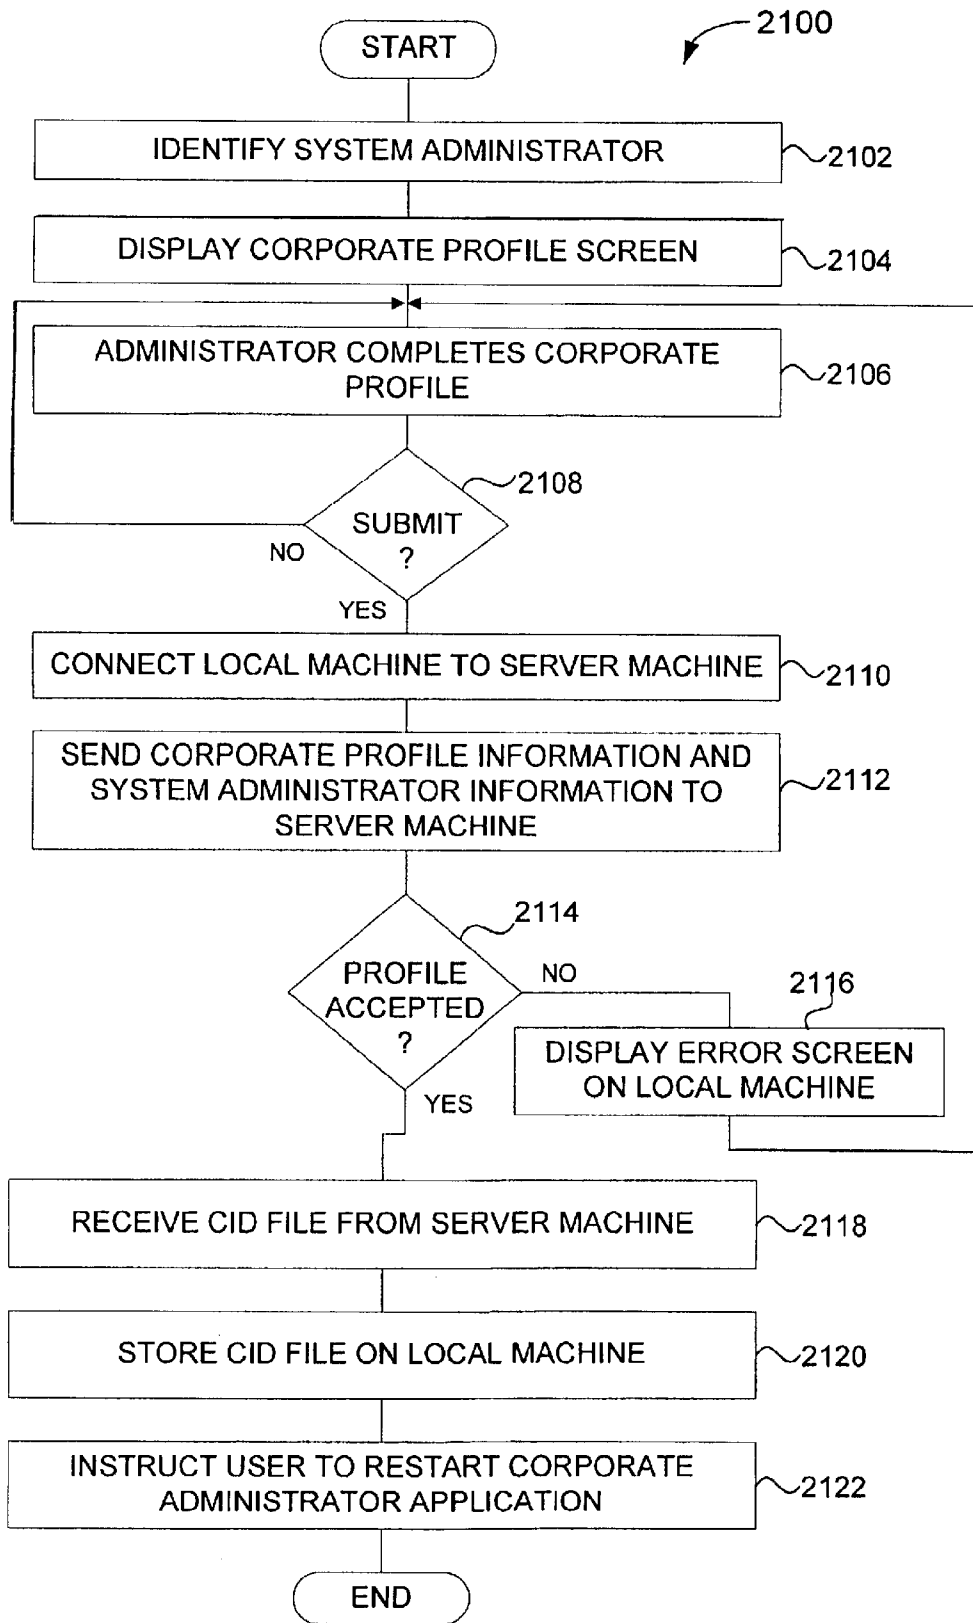 2100
START
IDENTIFY SYSTEM ADMINISTRATOR
2102
DISPLAY CORPORATE PROFILE SCREEN
2104
ADMINISTRATOR COMPLETES CORPORATE
PROFILE
2106
2108
SUBMIT
?
NO
YES
CONNECT LOCAL MACHINE TO SERVER MACHINE
2110
SEND CORPORATE PROFILE INFORMATION AND
SYSTEM ADMINISTRATOR INFORMATION TO
SERVER MACHINE
2112
2114
PROFILE
ACCEPTED
?
NO
YES
2116
DISPLAY ERROR SCREEN
ON LOCAL MACHINE
RECEIVE CID FILE FROM SERVER MACHINE
2118
STORE CID FILE ON LOCAL MACHINE
2120
INSTRUCT USER TO RESTART CORPORATE
ADMINISTRATOR APPLICATION
2122
END